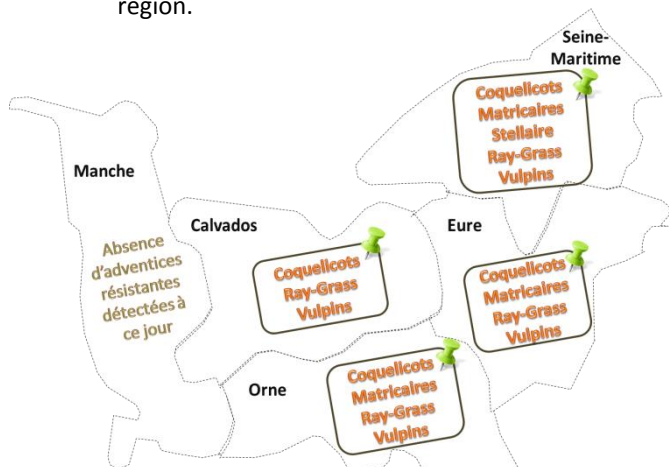 région.
Seine-
Maritime
Coquelicots
Matricaires
Stellaire
Ray-Grass
Vulpins
Manche
Absence
d'adventices
résistantes
détectées à
ce jour
Calvados
Coquelicots
Ray-Grass
Vulpins
Eure
Coquelicots
Matricaires
Ray-Grass
Vulpins
Orne
Coquelicots
Matricaires
Ray-Grass
Vulpins